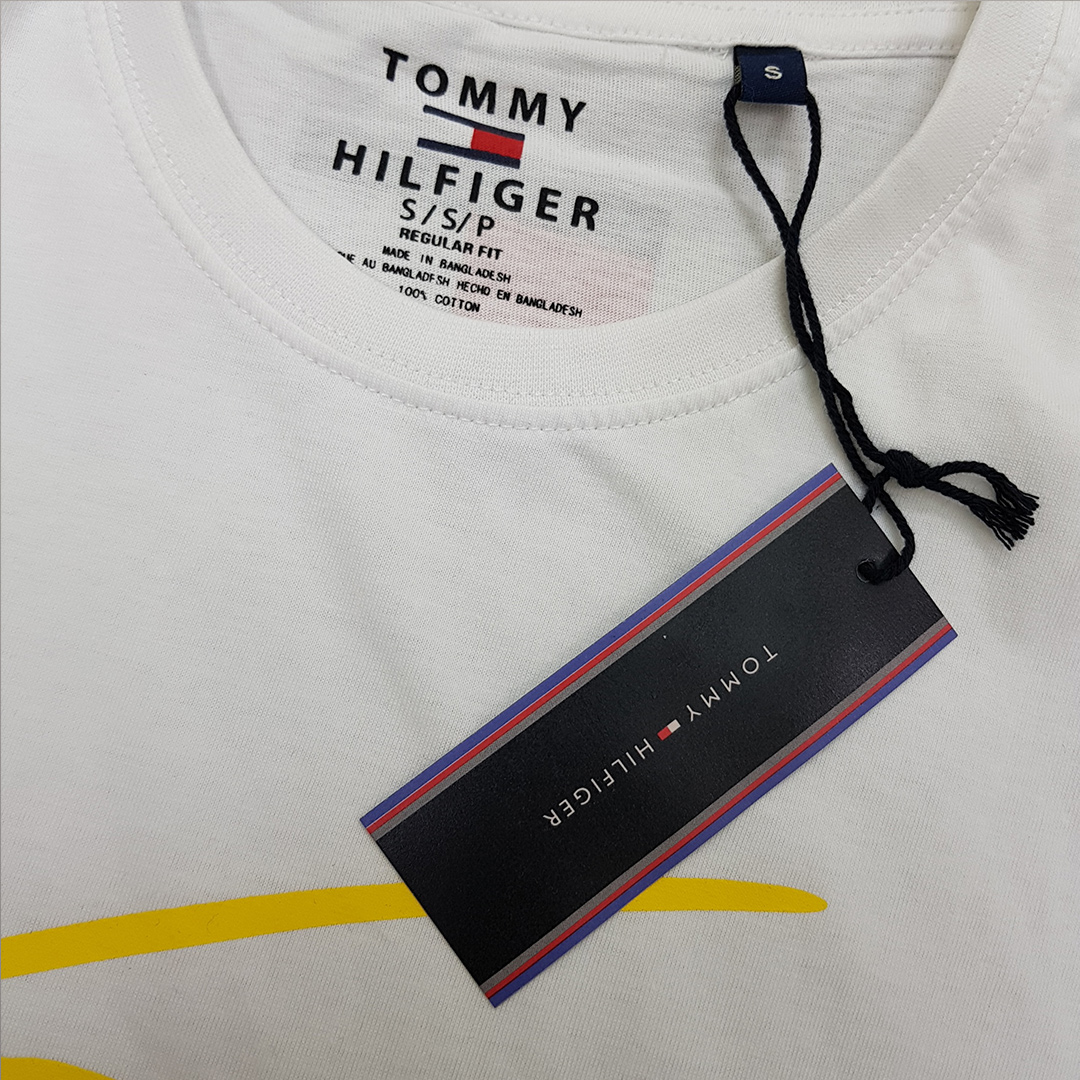 TOMMY
HILFIGER
S/S/P
REGULAR FIT
MADE IN BANGLADESH
AU BANGLADESH HECHO EN BANGLADESH
100% COTTON
S
TOMMY HILFIGER